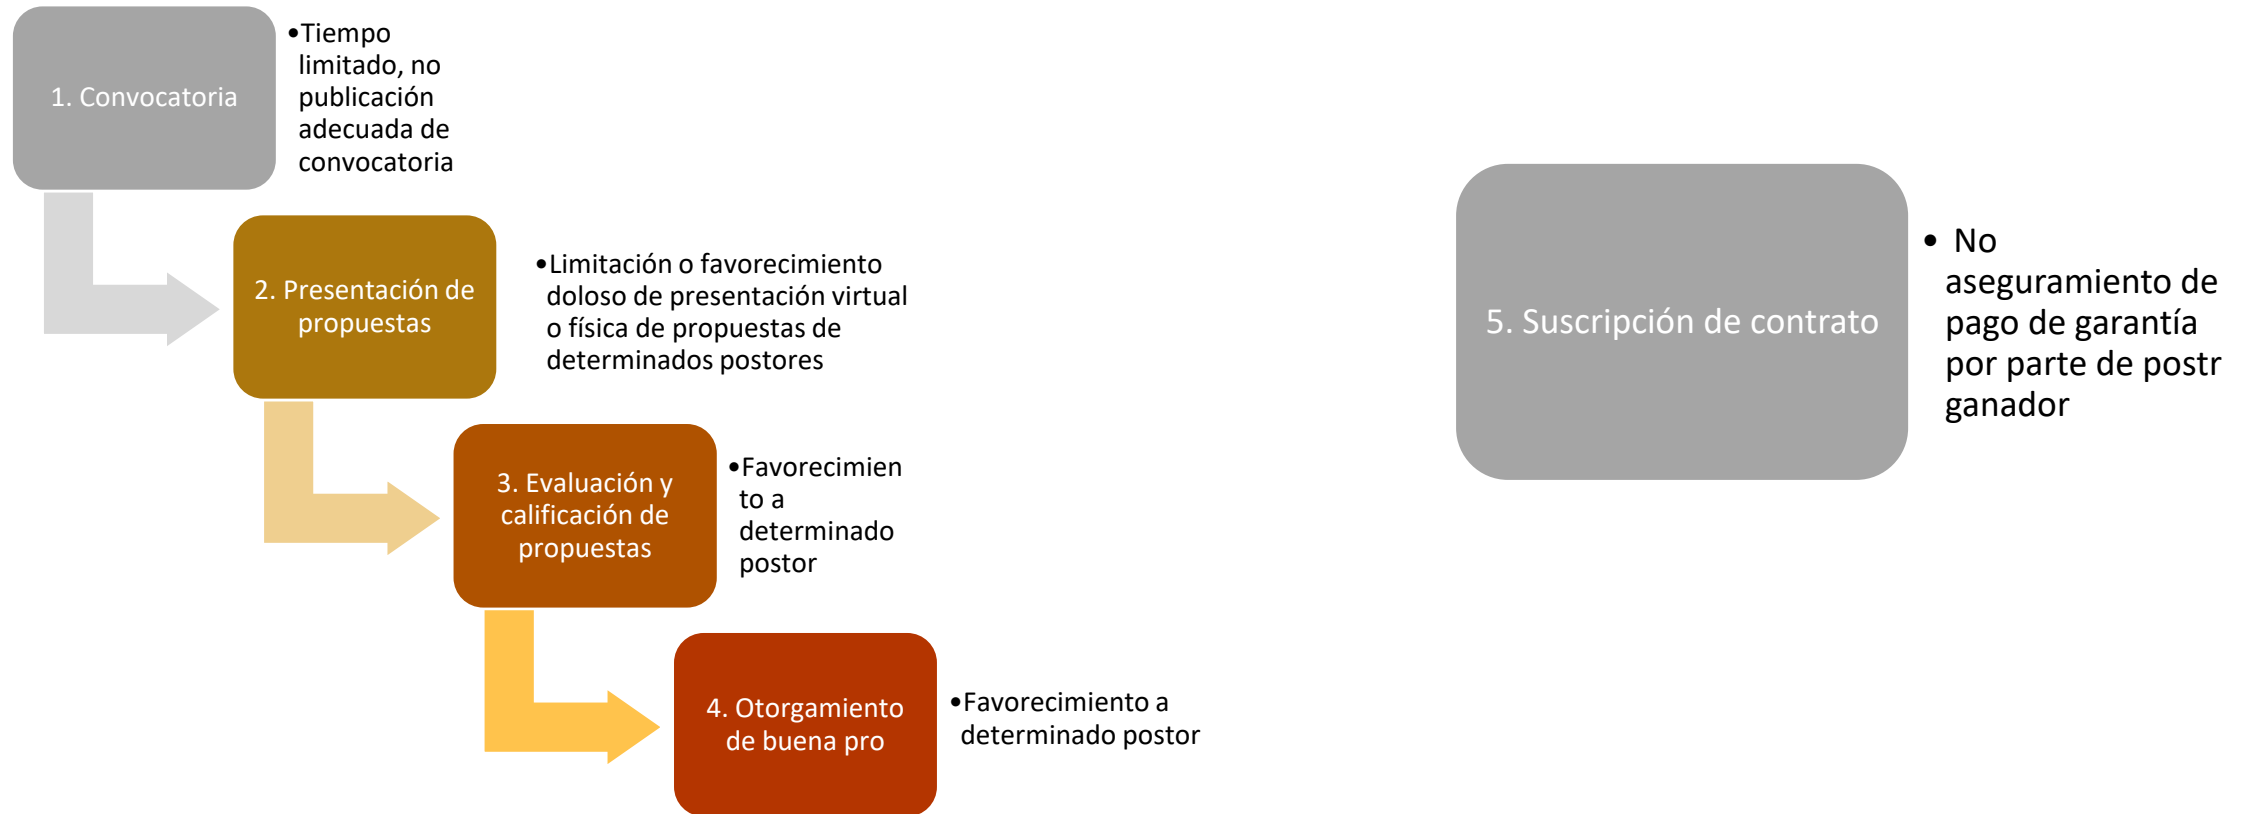 1. Convocatoria
•Tiempo
limitado, no
publicación
adecuada de
convocatoria
2. Presentación de
propuestas
•Limitación o favorecimiento
doloso de presentación virtual
o física de propuestas de
determinados postores
3. Evaluación y
calificación de
propuestas
•Favorecimien
to a
determinado
postor
4. Otorgamiento
de buena pro
•Favorecimiento a
determinado postor
5. Suscripción de contrato
• No
aseguramiento de
pago de garantía
por parte de postr
ganador